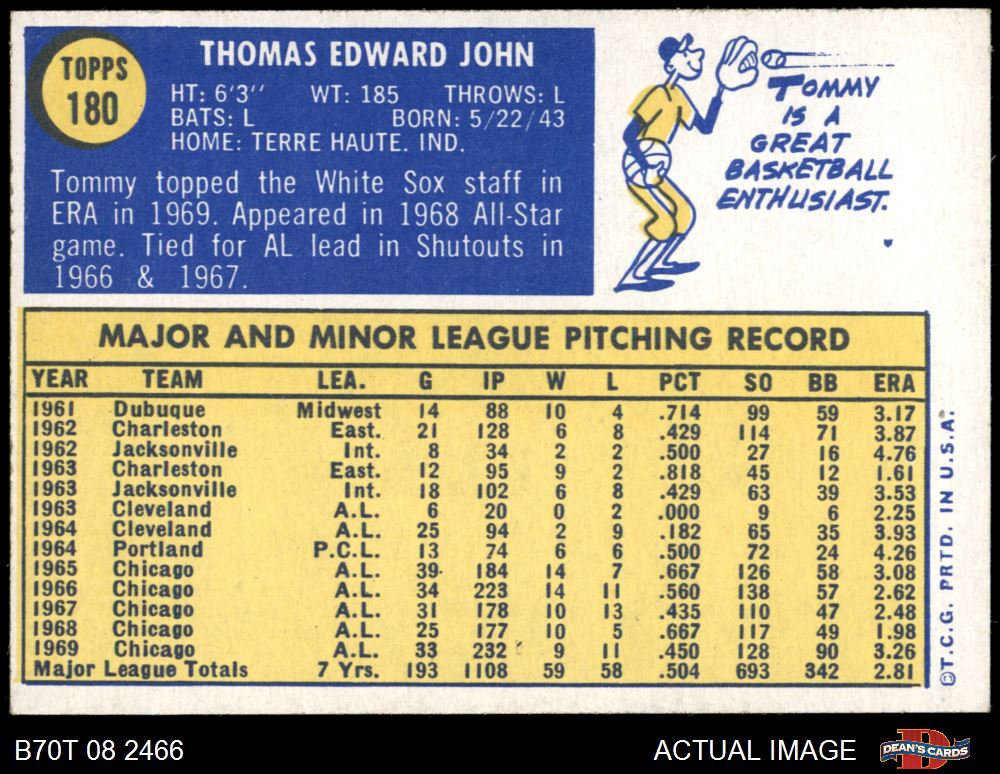 TOPPS
180
THOMAS EDWARD JOHN
HT: 6'3'' WT: 185 THROWS: L
BATS: L BORN: 5/22/43
HOME: TERRE HAUTE. IND.
Tommy topped the White Sox staff in
ERA in 1969. Appeared in 1968 All-Star
game. Tied for AL lead in Shutouts in
1966 & 1967.
TOMMY
IS A
GREAT
BASKETBALL
ENTHUSIAST.
MAJOR AND MINOR LEAGUE PITCHING RECORD
YEAR TEAM LEA. G IP W L PCT SO BB ERA
1961 Dubuque Midwest 14 88 10 4 .714 99 59 3.17
1962 Charleston East. 21 128 6 8 .429 114 71 3.87
1962 Jacksonville Int. 8 34 2 2 .500 27 16 4.76
1963 Charleston East. 12 95 9 2 .818 45 12 1.61
1963 Jacksonville Int. 18 102 6 8 .429 63 39 3.53
1963 Cleveland A.L. 6 20 0 2 .000 9 6 2.25
1964 Cleveland A.L. 25 94 2 9 .182 65 35 3.93
1964 Portland P.C.L. 13 74 6 6 .500 72 24 4.26
1965 Chicago A.L. 39 184 14 7 .667 126 58 3.08
1966 Chicago A.L. 34 223 14 11 .560 138 57 2.62
1967 Chicago A.L. 31 178 10 13 .435 110 47 2.48
1968 Chicago A.L. 25 177 10 5 .667 117 49 1.98
1969 Chicago A.L. 33 232 9 11 .450 128 90 3.26
Major League Totals 7 Yrs. 193 1108 59 58 .504 693 342 2.81
©T.C.G. PRTD. IN U.S.A.
B70T 08 2466 ACTUAL IMAGE
DEAN'S CARDS